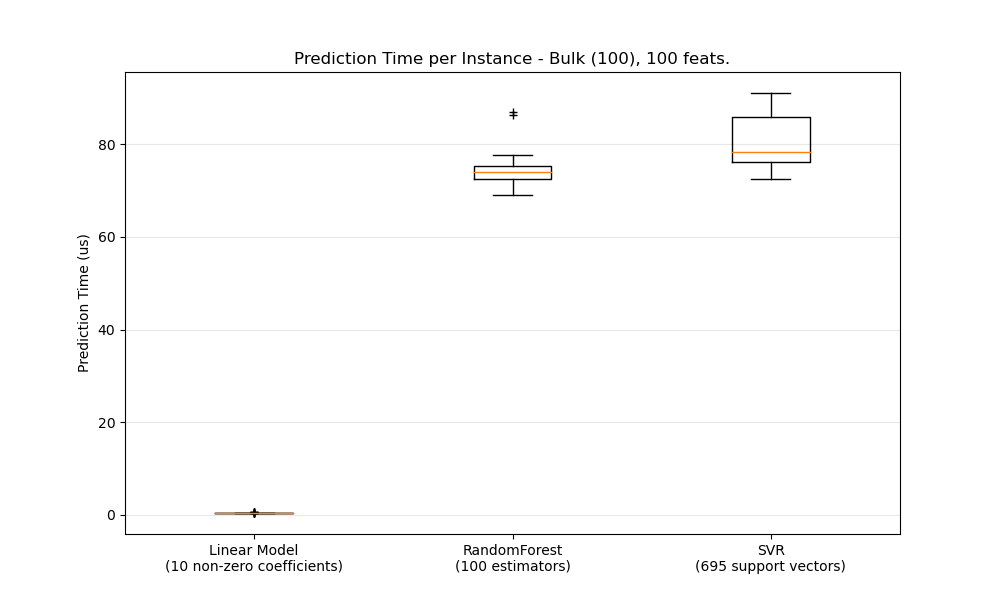 Prediction Time per Instance - Bulk (100), 100 feats.
Prediction Time (us)
80
60
40
20
0
Linear Model
(10 non-zero coefficients)
RandomForest
(100 estimators)
SVR
(695 support vectors)